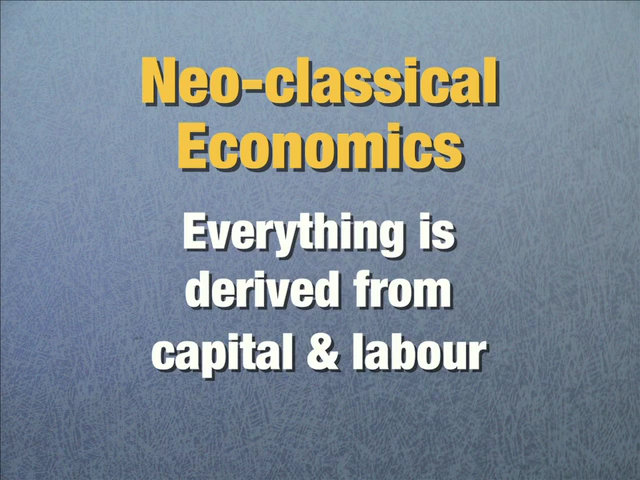 Neo-classical
Economics
Everything is
derived from
capital & labour